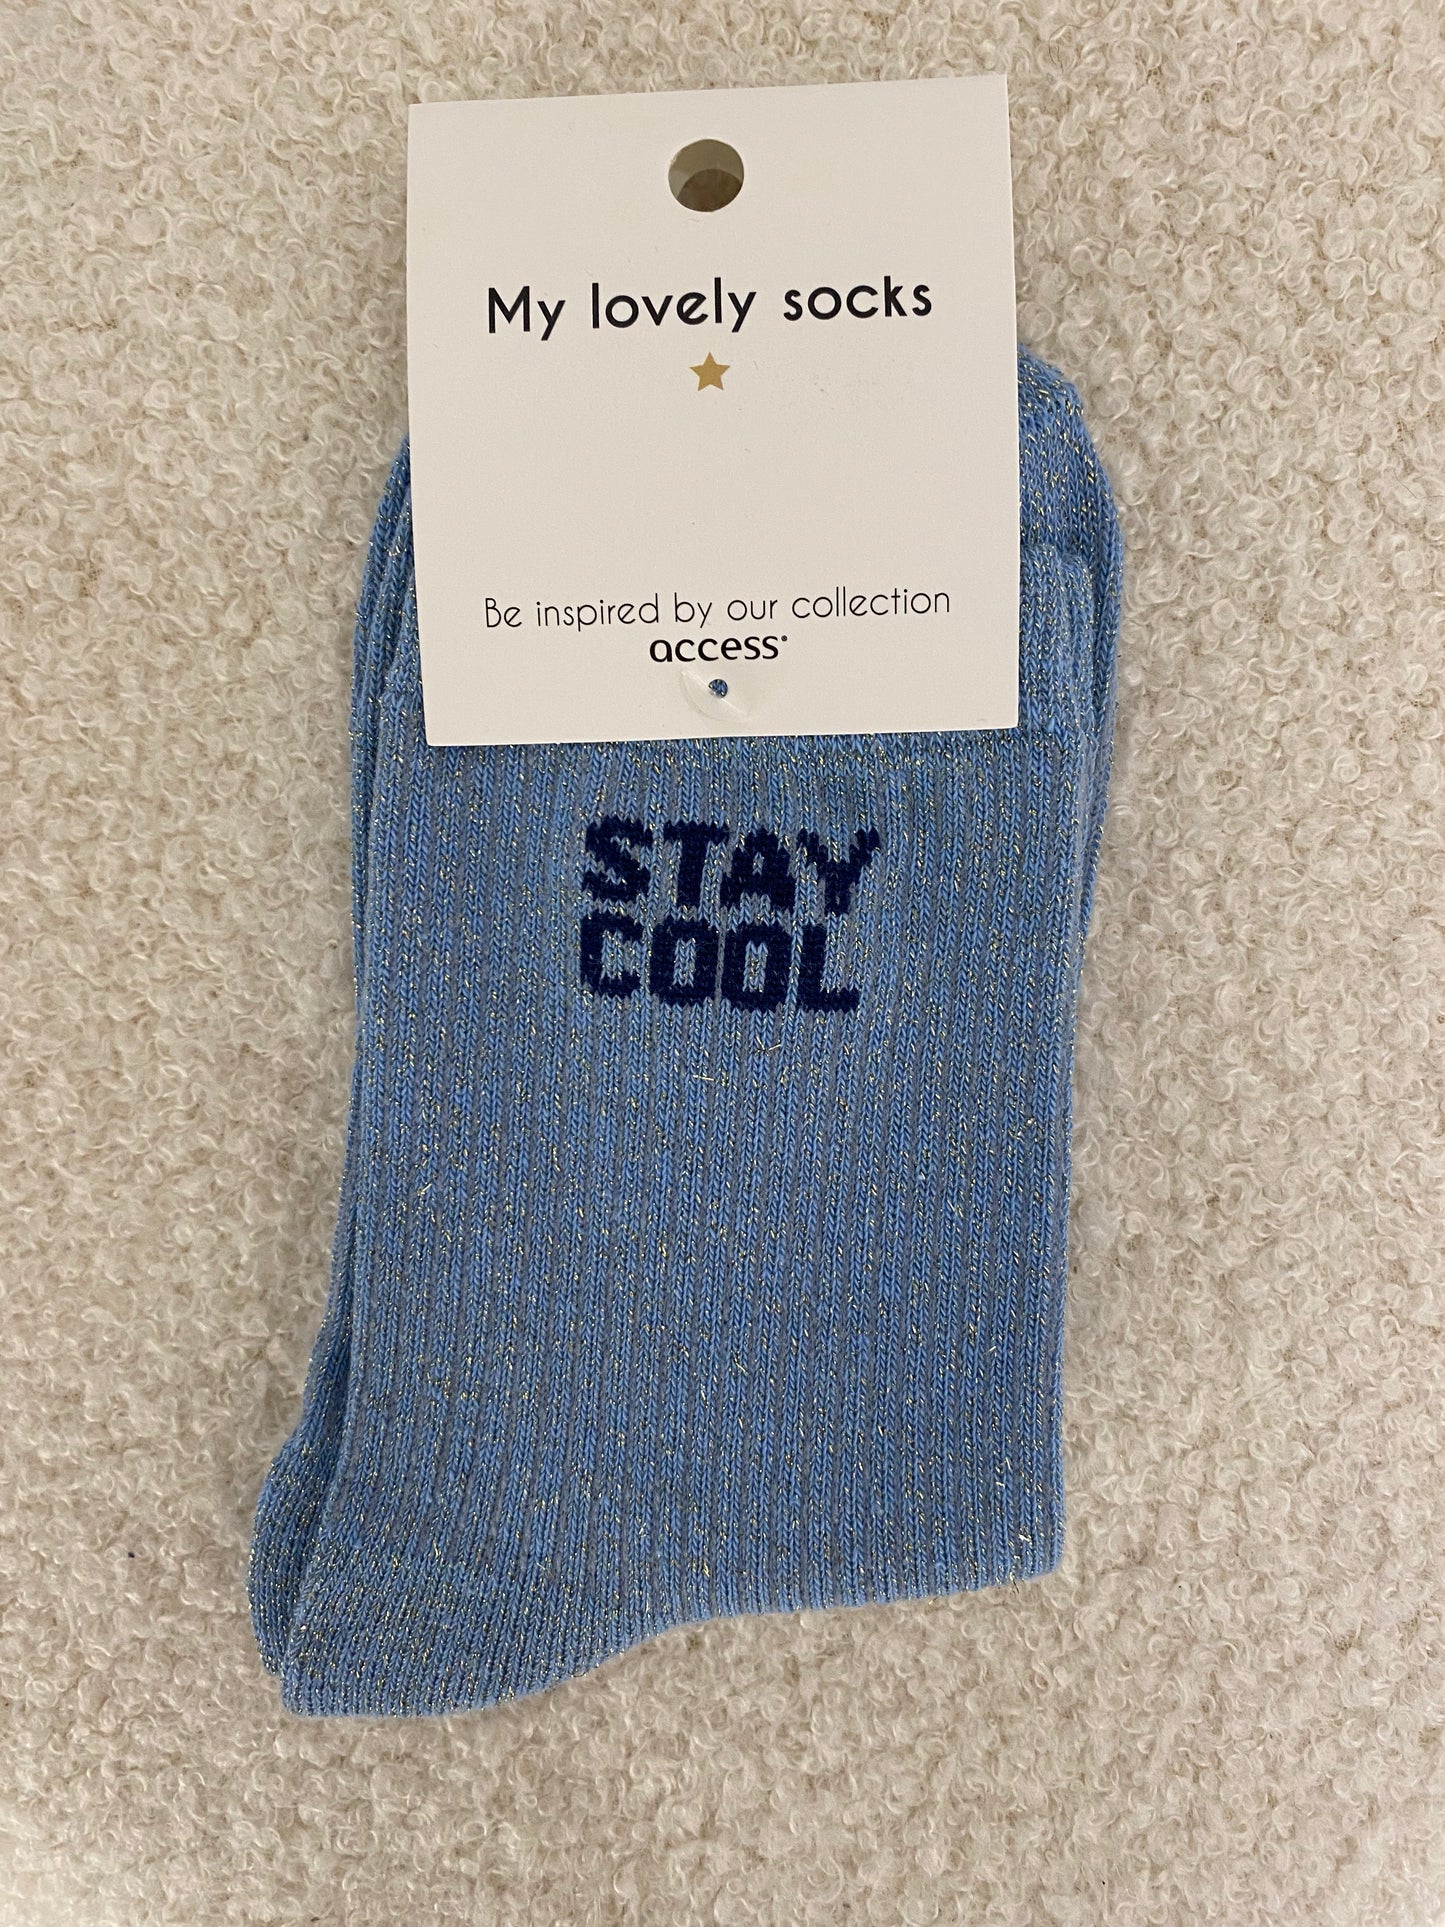 My lovely socks
Be inspired by our collection
access
STAY
COOL